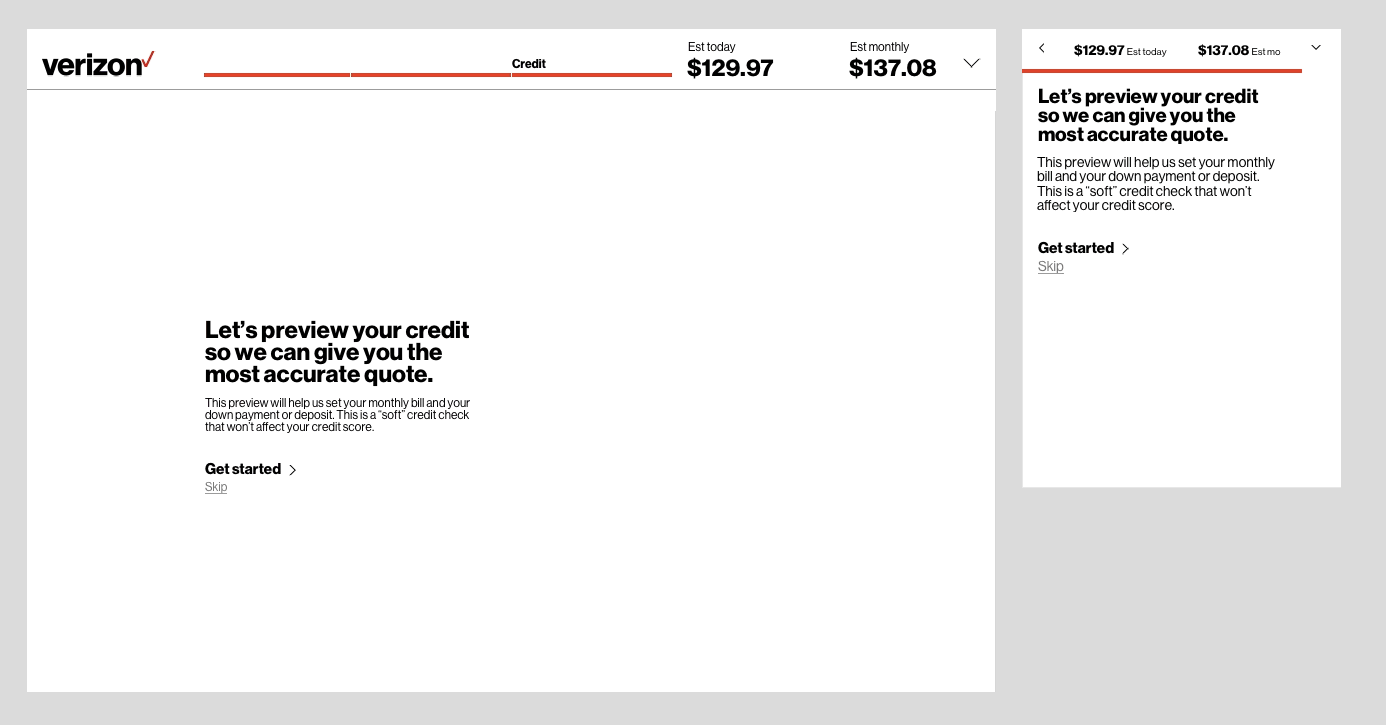 verizon
Credit
Est today
$129.97
Est monthly
$137.08
Let’s preview your credit
so we can give you the
most accurate quote.
This preview will help us set your monthly bill and your
down payment or deposit. This is a “soft” credit check
that won’t affect your credit score.
Get started
Skip
$129.97 Est today $137.08 Est mo
Let’s preview your credit
so we can give you the
most accurate quote.
This preview will help us set your monthly
bill and your down payment or deposit.
This is a “soft” credit check that won’t
affect your credit score.
Get started
Skip